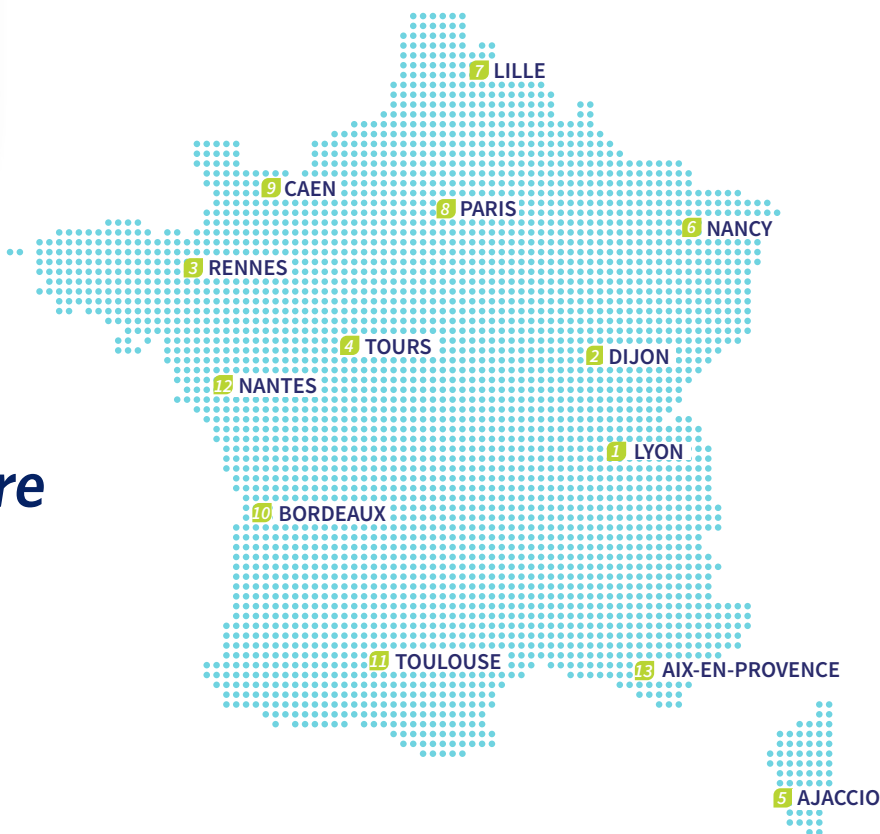 7 LILLE
9 CAEN
8 PARIS
6 NANCY
3 RENNES
4 TOURS
2 DIJON
12 NANTES
1 LYON
re
10 BORDEAUX
11 TOULOUSE
13 AIX-EN-PROVENCE
5 AJACCIO